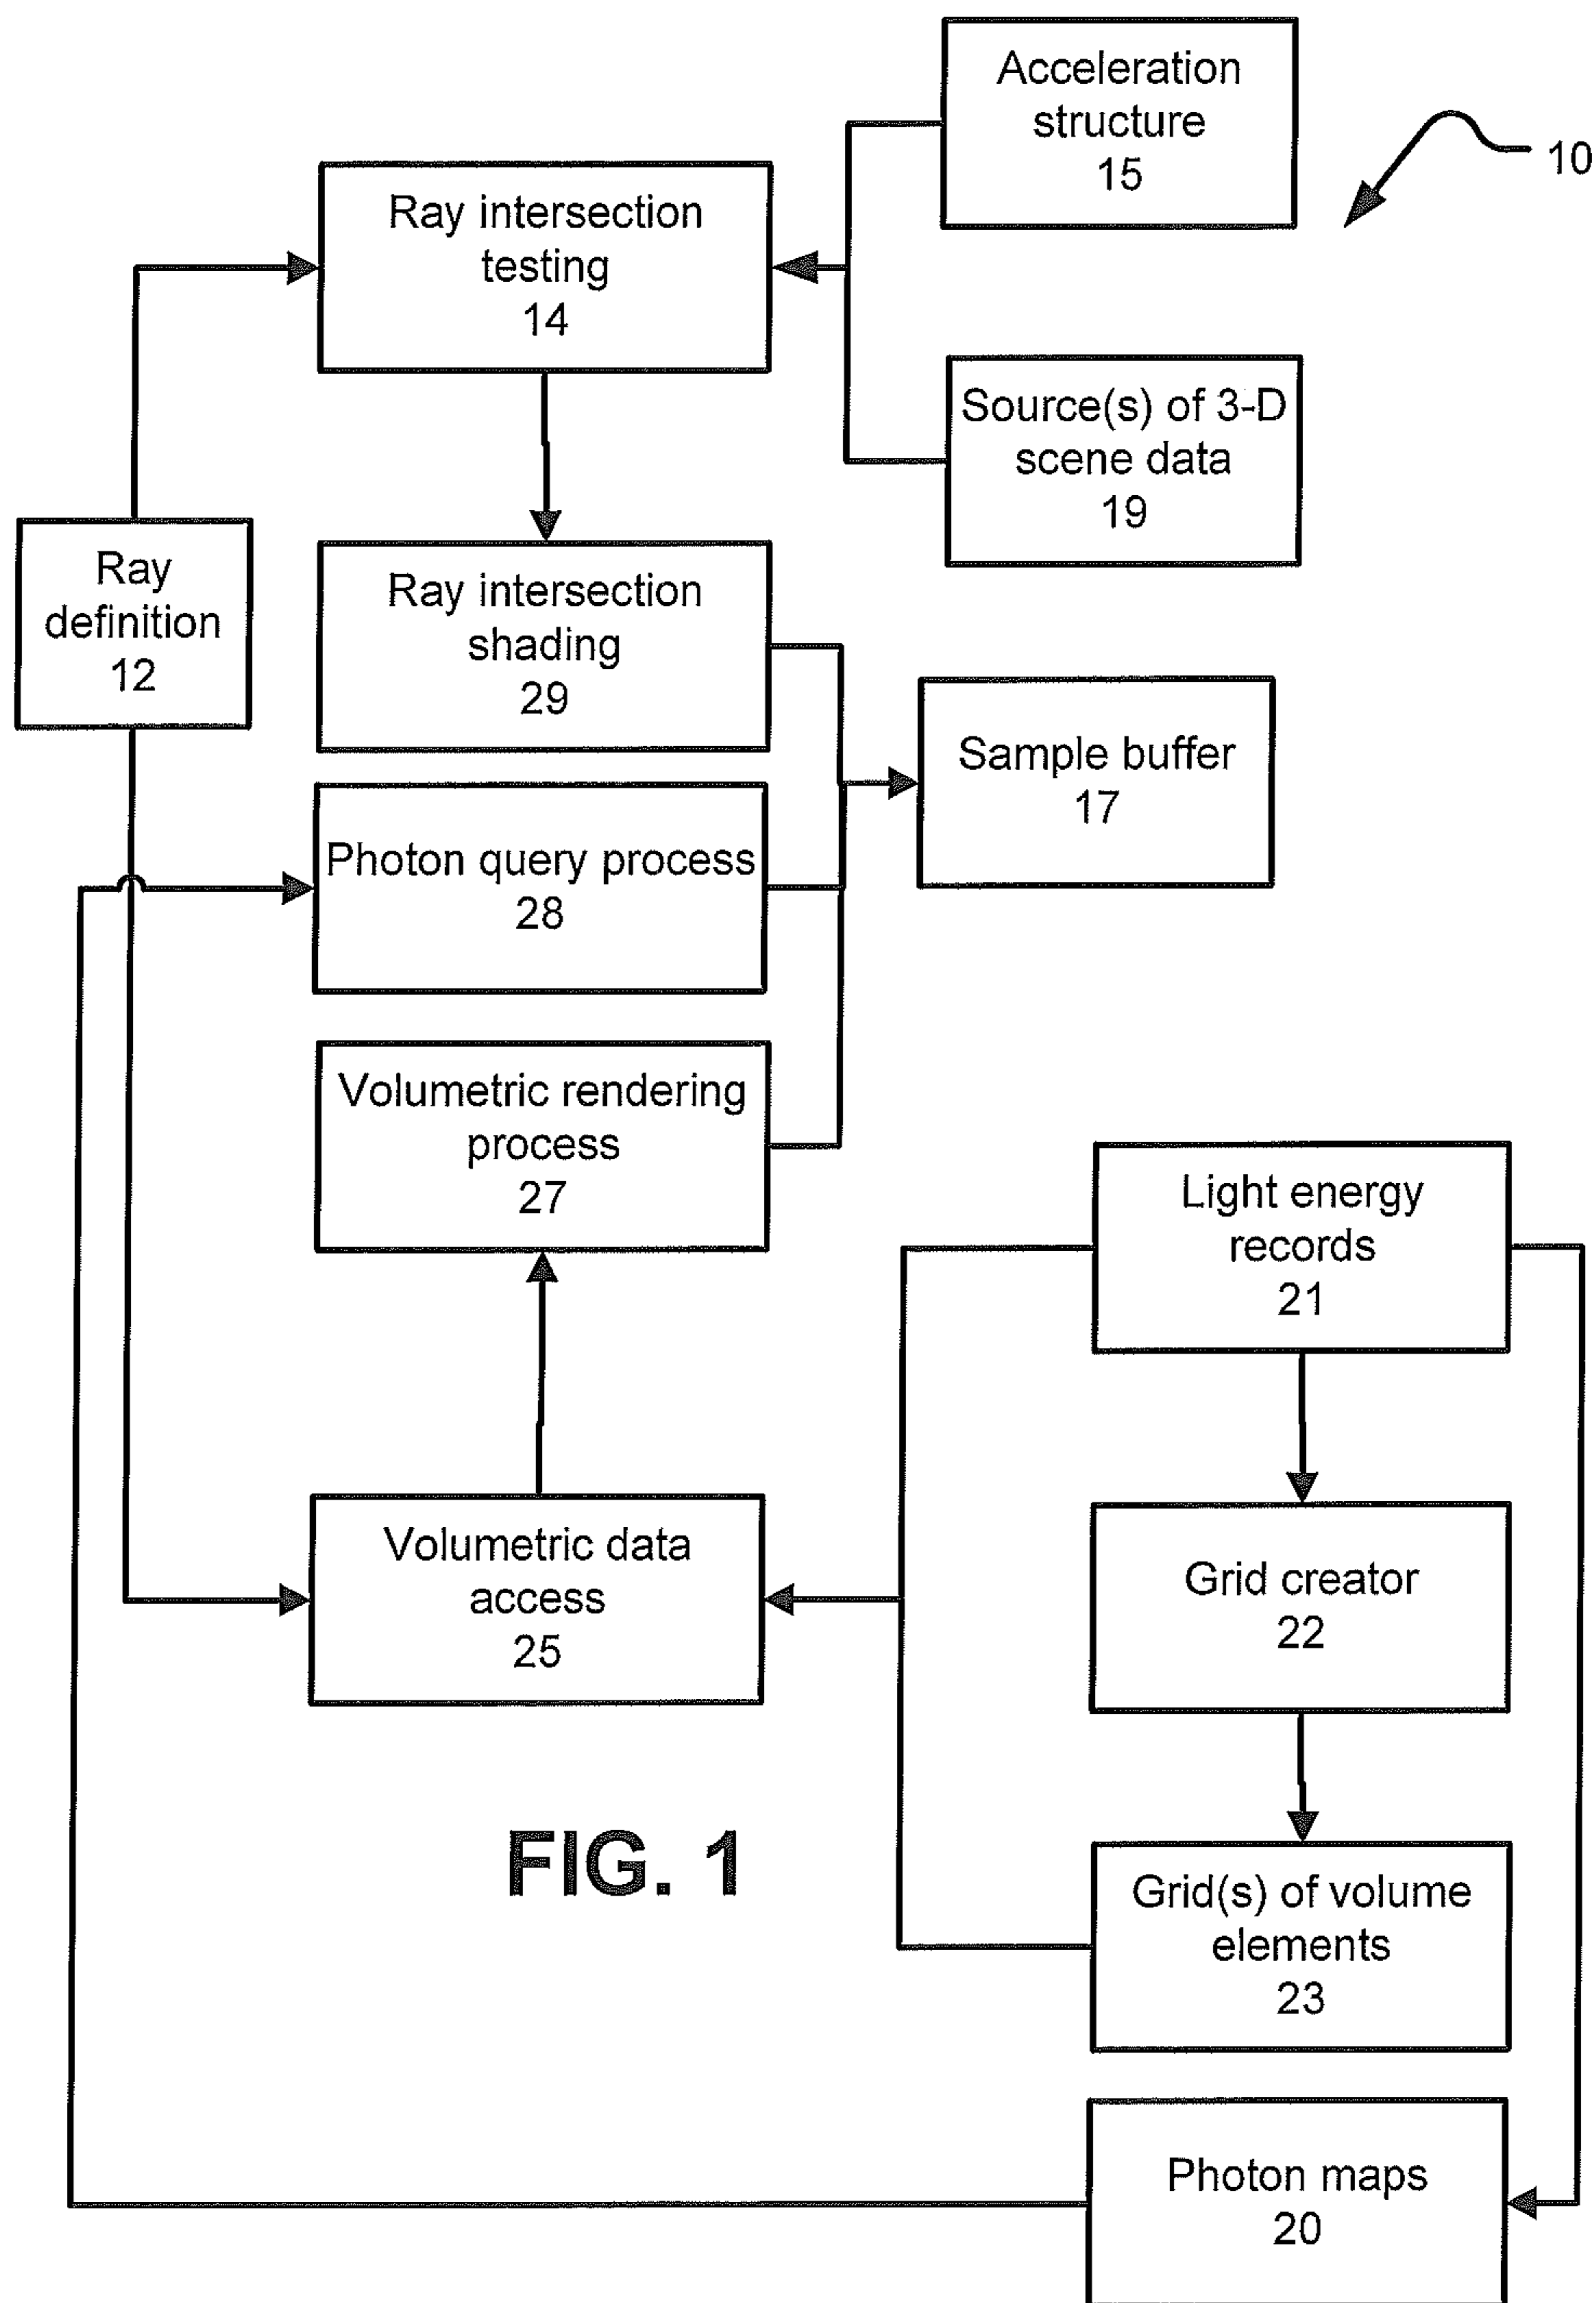 Acceleration
structure
15
10
Ray intersection
testing
14
Source(s) of 3-D
scene data
19
Ray
definition
12
Ray intersection
shading
29
Sample buffer
17
Photon query process
28
Volumetric rendering
process
27
Light energy
records
21
Volumetric data
access
25
Grid creator
22
FIG. 1
Grid(s) of volume
elements
23
Photon maps
20